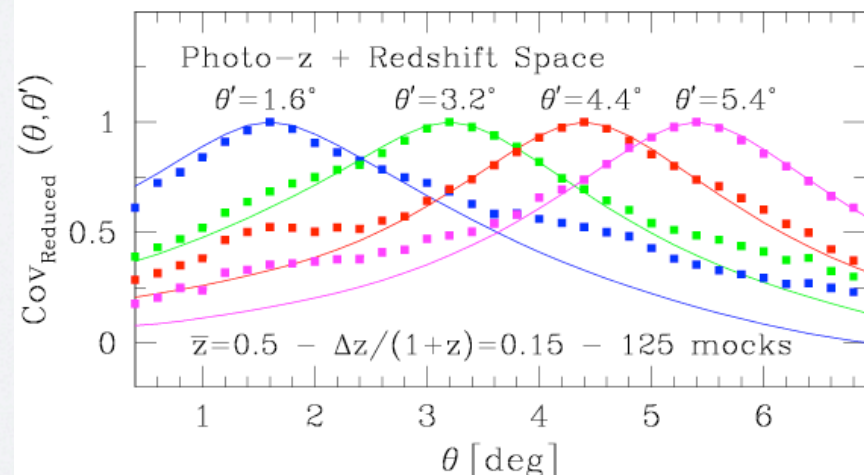 Photo-z + Redshift Space
θ′=1.6° θ′=3.2° θ′=4.4° θ′=5.4°
Cov_Reduced (θ,θ′)
1
0.5
0
z̅=0.5 − Δz/(1+z)=0.15 − 125 mocks
1 2 3 4 5 6
θ [deg]